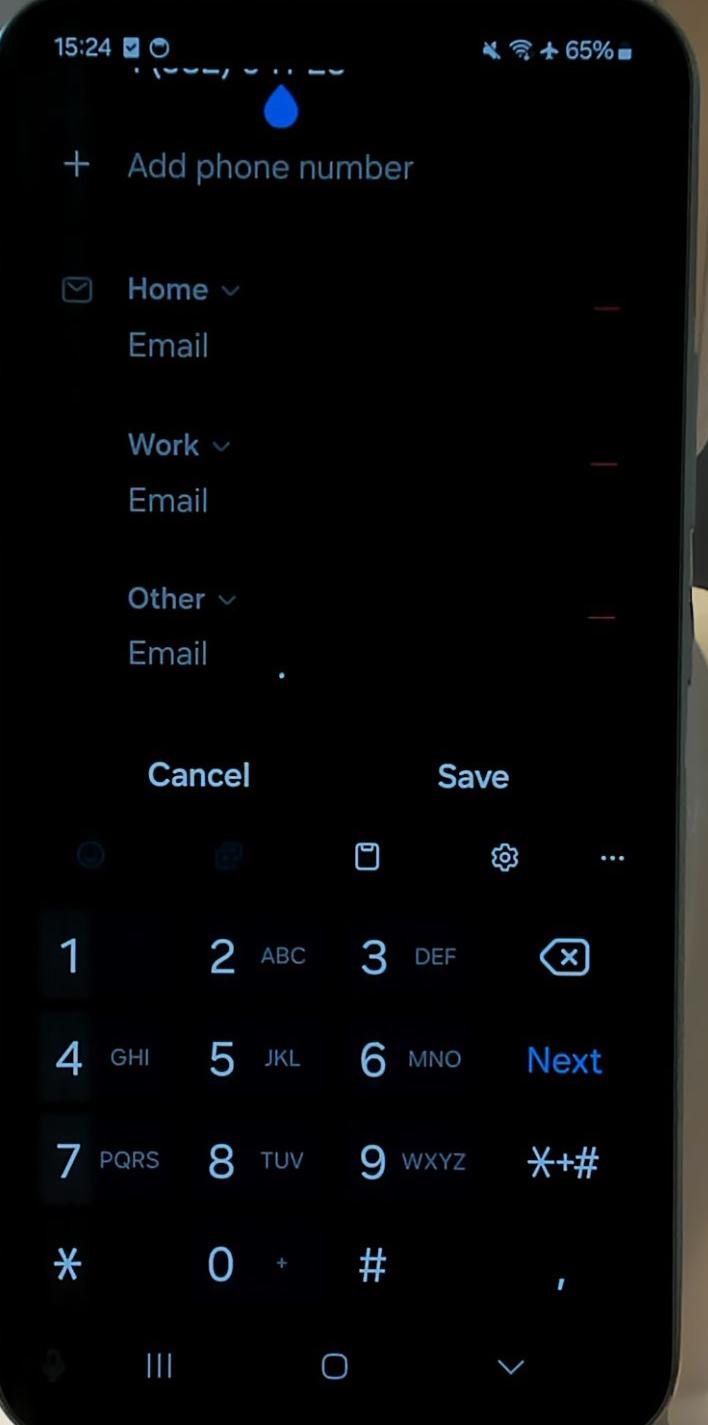 15:24 65%
Add phone number
Home
Email
Work
Email
Other
Email
Cancel Save
1 2 ABC 3 DEF
4 GHI 5 JKL 6 MNO Next
7 PQRS 8 TUV 9 WXYZ *+#
* 0 + # ,